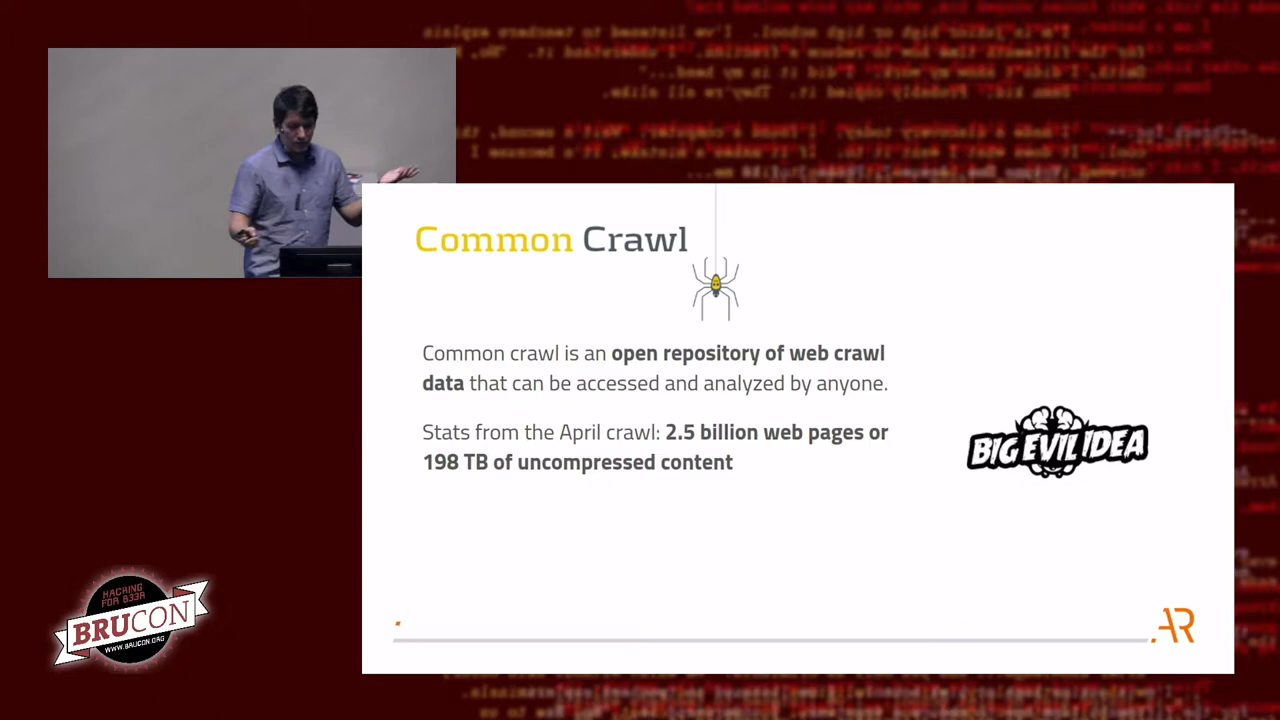 Common Crawl
Common crawl is an open repository of web crawl
data that can be accessed and analyzed by anyone.
Stats from the April crawl: 2.5 billion web pages or
198 TB of uncompressed content
BIG EVIL IDEA
AR
HACKING
FOR B33R
BRUCON
WWW.BRUCON.ORG